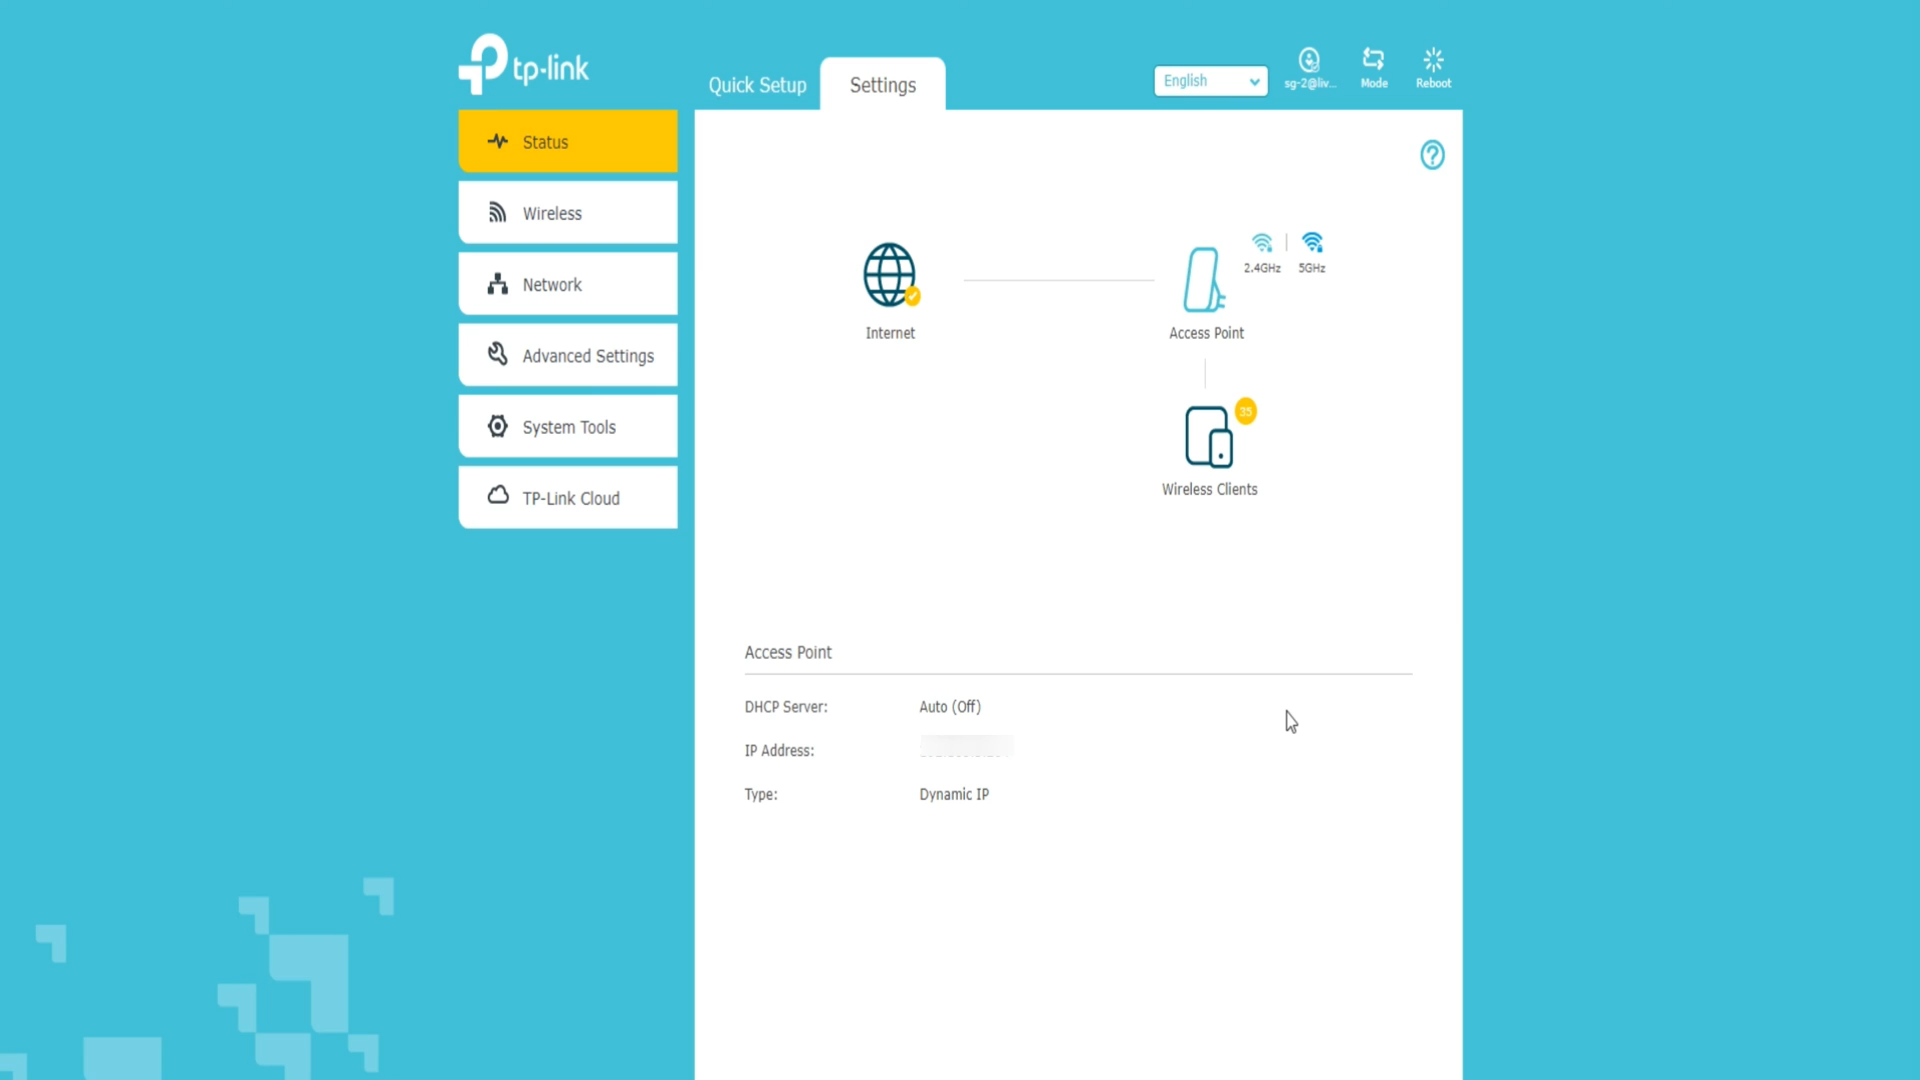 tp-link
Quick Setup
Settings
English
sg-2@liv...
Mode
Reboot
Status
Wireless
Network
Advanced Settings
System Tools
TP-Link Cloud
2.4GHz
5GHz
Internet
Access Point
35
Wireless Clients
Access Point
DHCP Server: Auto (Off)
IP Address:
Type: Dynamic IP